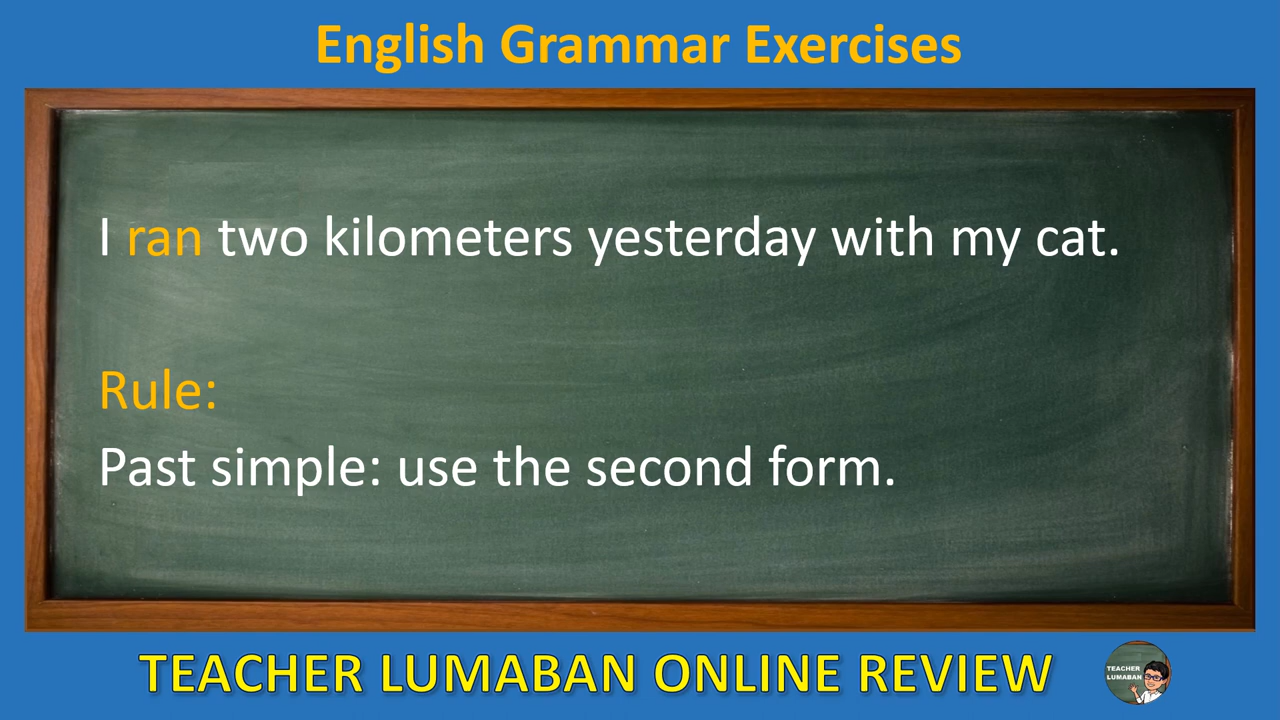 English Grammar Exercises
I ran two kilometers yesterday with my cat.
Rule:
Past simple: use the second form.
TEACHER LUMABAN ONLINE REVIEW
TEACHER
LUMABAN